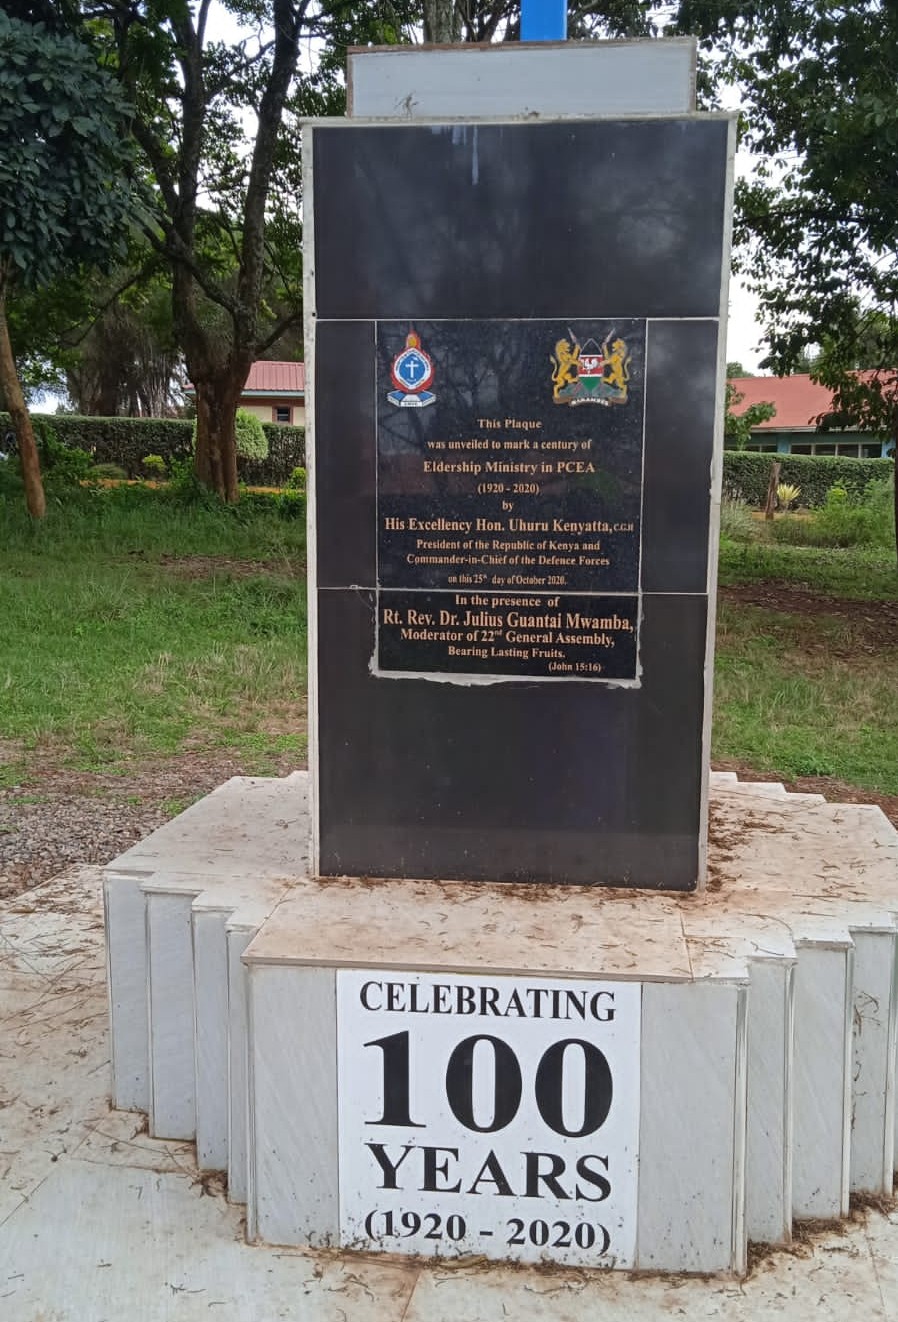 HARAMBEE
This Plaque
was unveiled to mark a century of
Eldership Ministry in PCEA
(1920 - 2020)
by
His Excellency Hon. Uhuru Kenyatta, C.G.H
President of the Republic of Kenya and
Commander-in-Chief of the Defence Forces
on this 25th day of October 2020.
In the presence of
Rt. Rev. Dr. Julius Guantai Mwamba,
Moderator of 22nd General Assembly,
Bearing Lasting Fruits.
(John 15:16)
CELEBRATING
100
YEARS
(1920 - 2020)